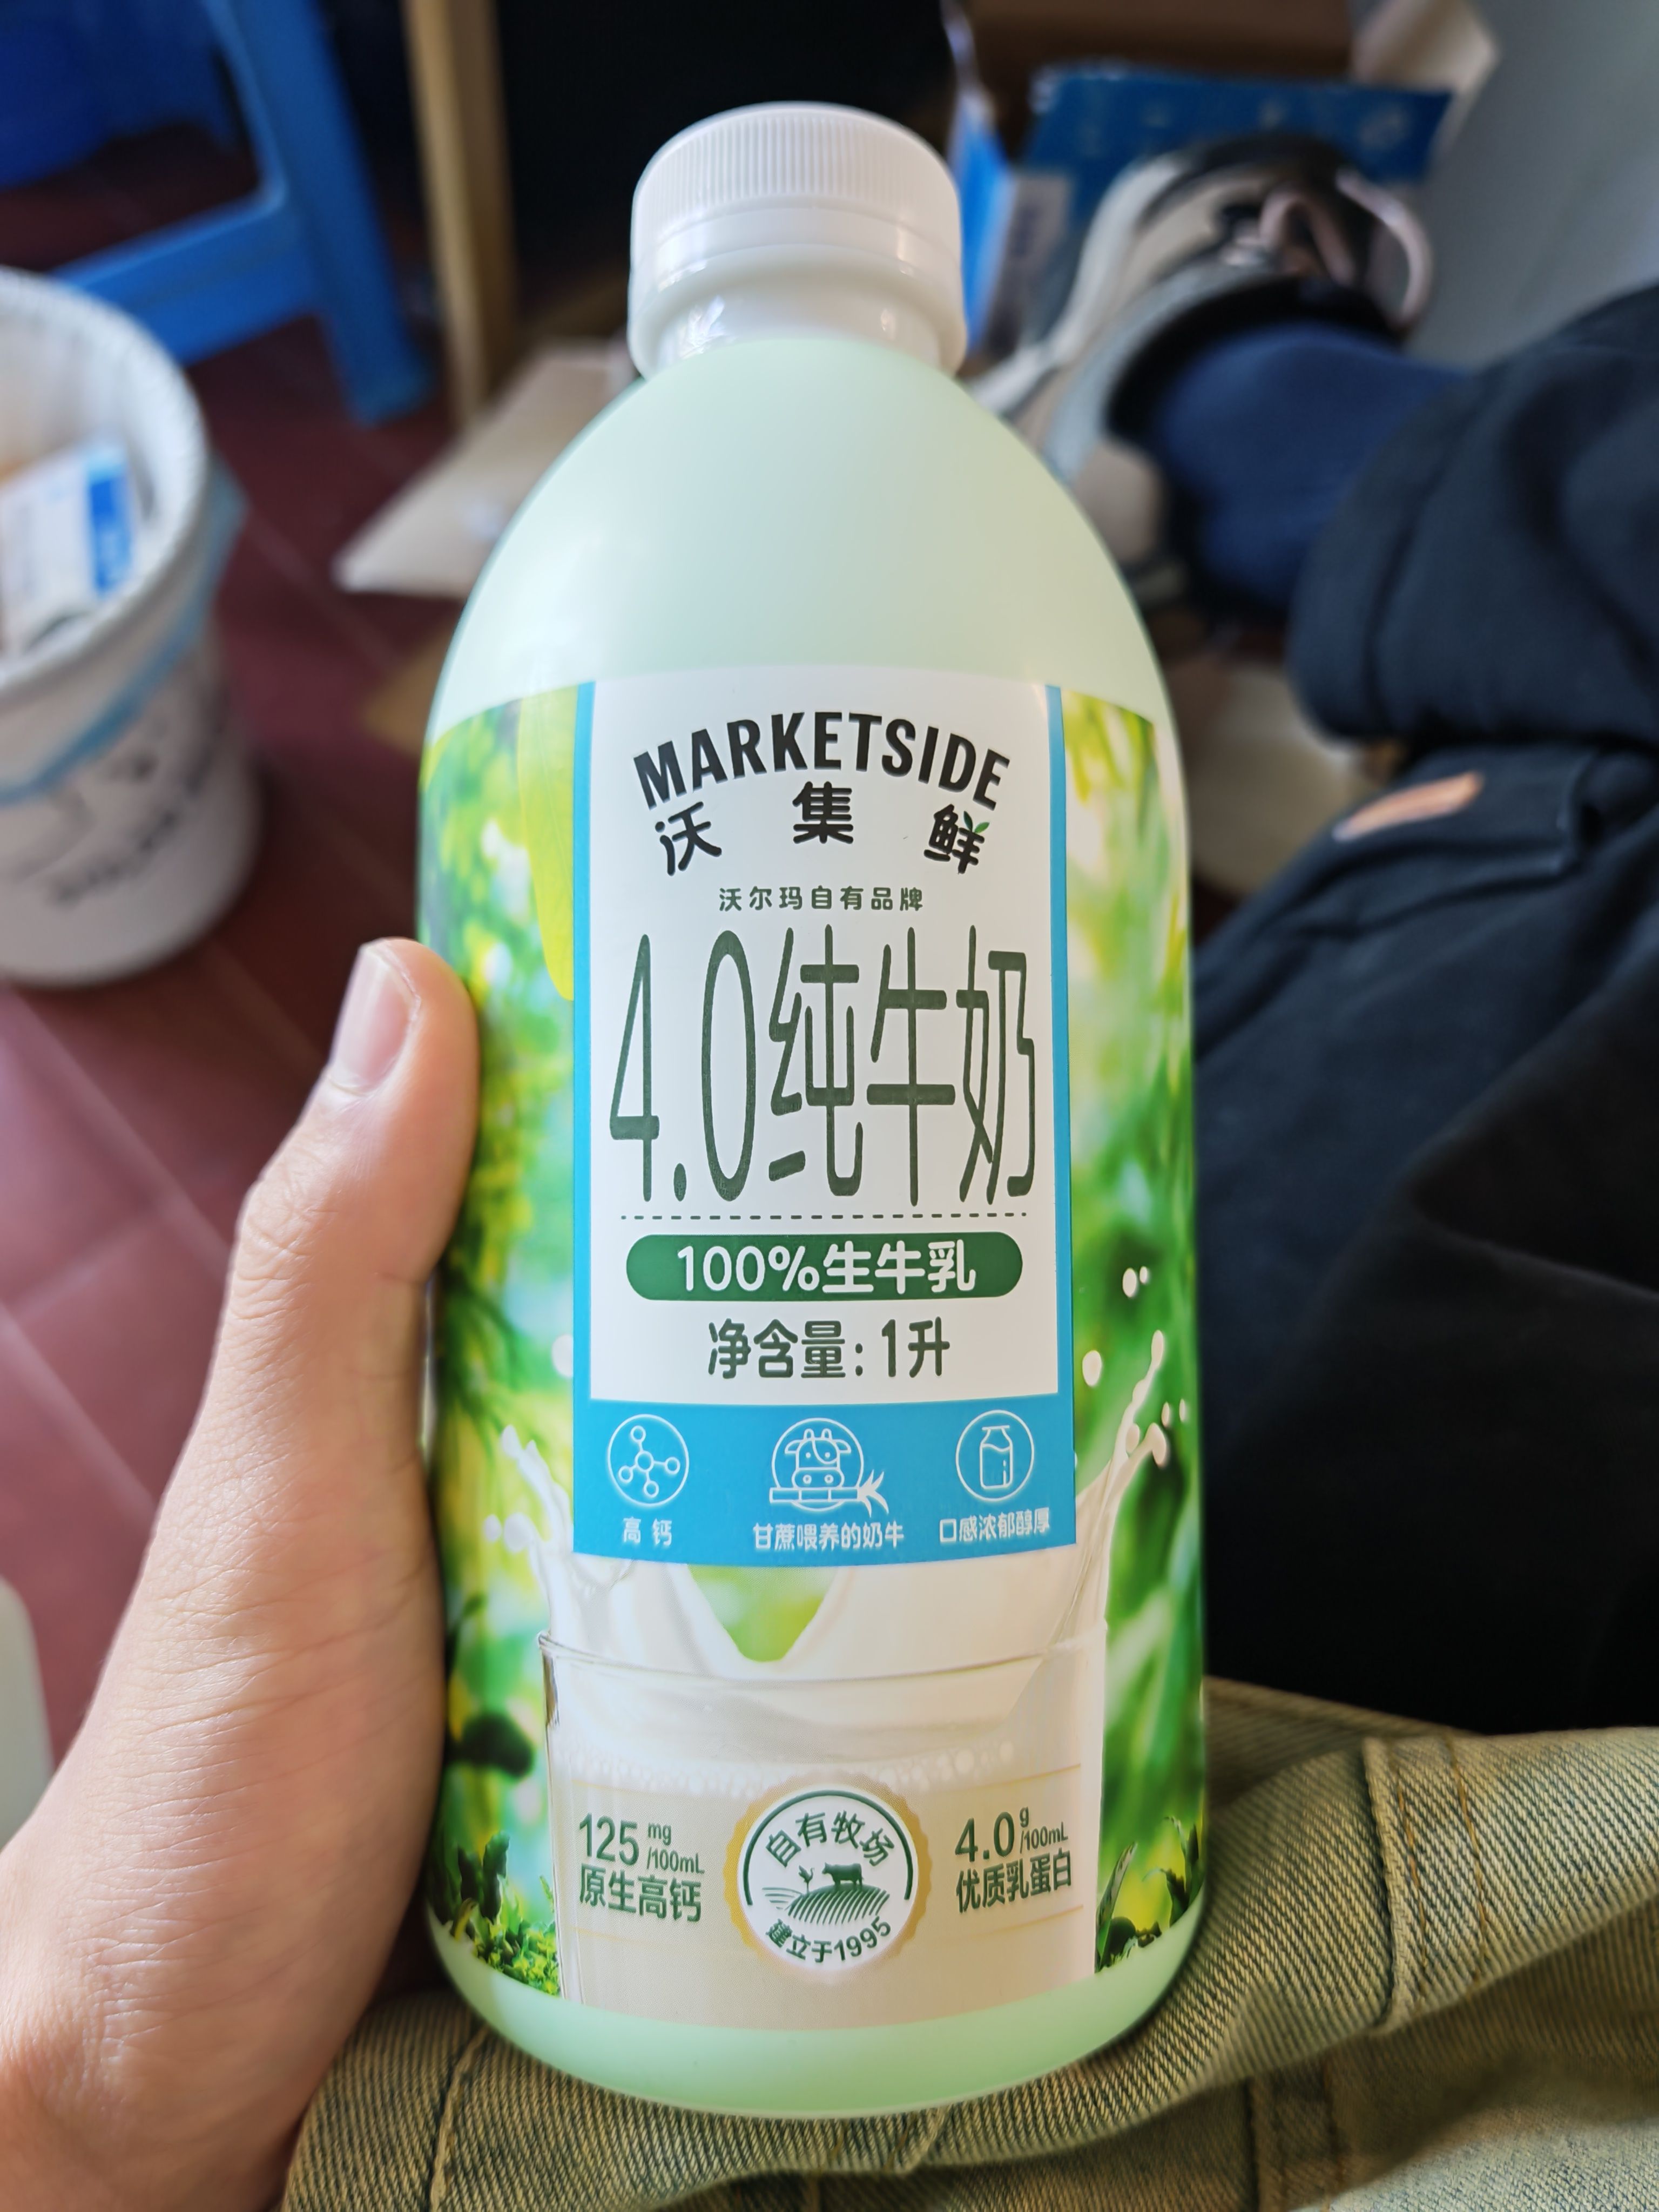 MARKETSIDE
沃集鲜
沃尔玛自有品牌
4.0纯牛奶
100%生牛乳
净含量:1升
高钙
甘蔗喂养的奶牛
口感浓郁醇厚
125mg/100mL
原生高钙
自有牧场
建立于1995
4.0g/100mL
优质乳蛋白